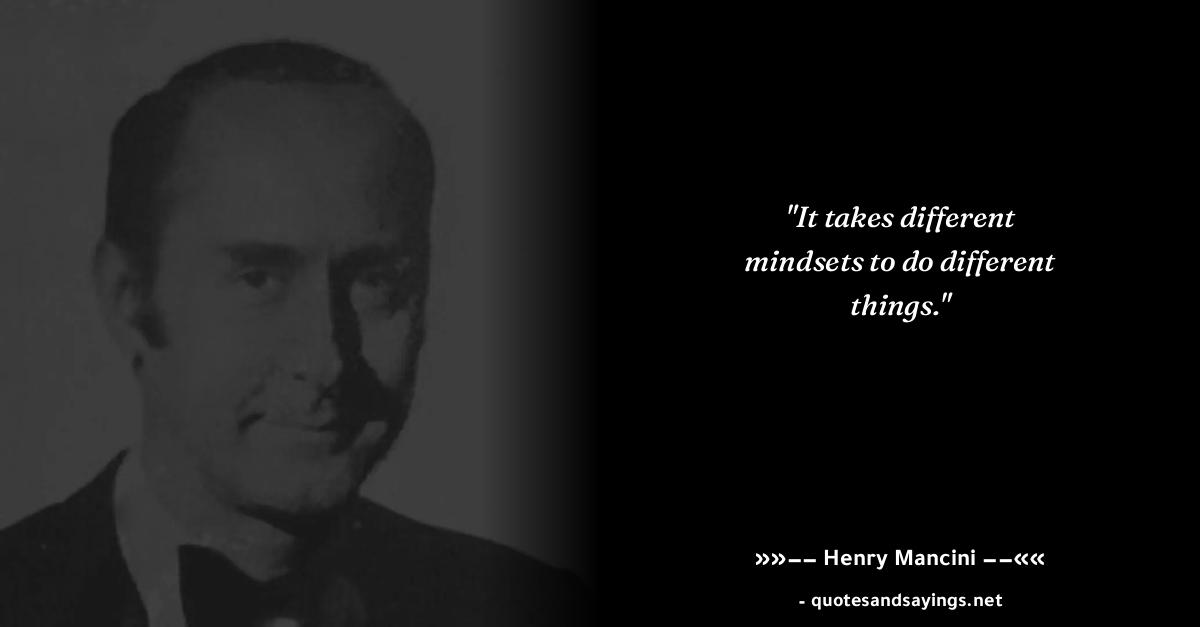 "It takes different
mindsets to do different
things."
»»−− Henry Mancini −−««
- quotesandsayings.net